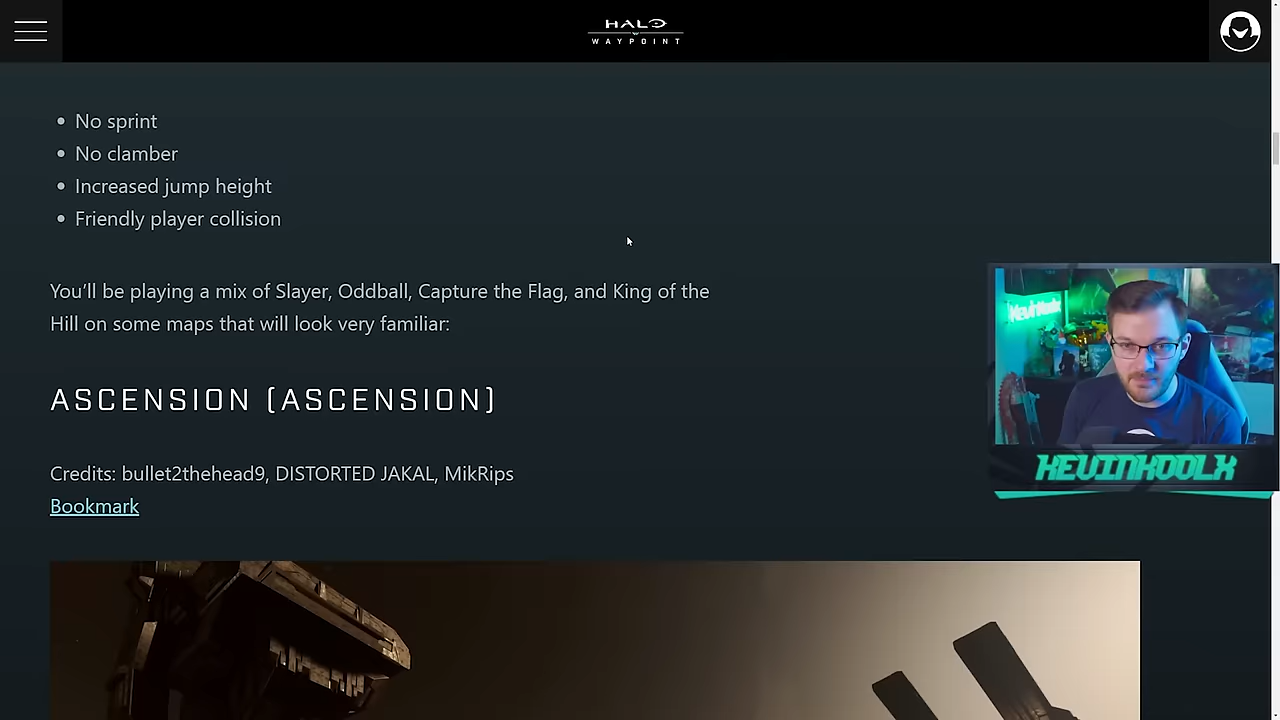 HALO
WAYPOINT
No sprint
No clamber
Increased jump height
Friendly player collision
You’ll be playing a mix of Slayer, Oddball, Capture the Flag, and King of the
Hill on some maps that will look very familiar:
ASCENSION (ASCENSION)
Credits: bullet2thehead9, DISTORTED JAKAL, MikRips
Bookmark
KevinKoolx
KEVINKOOLX